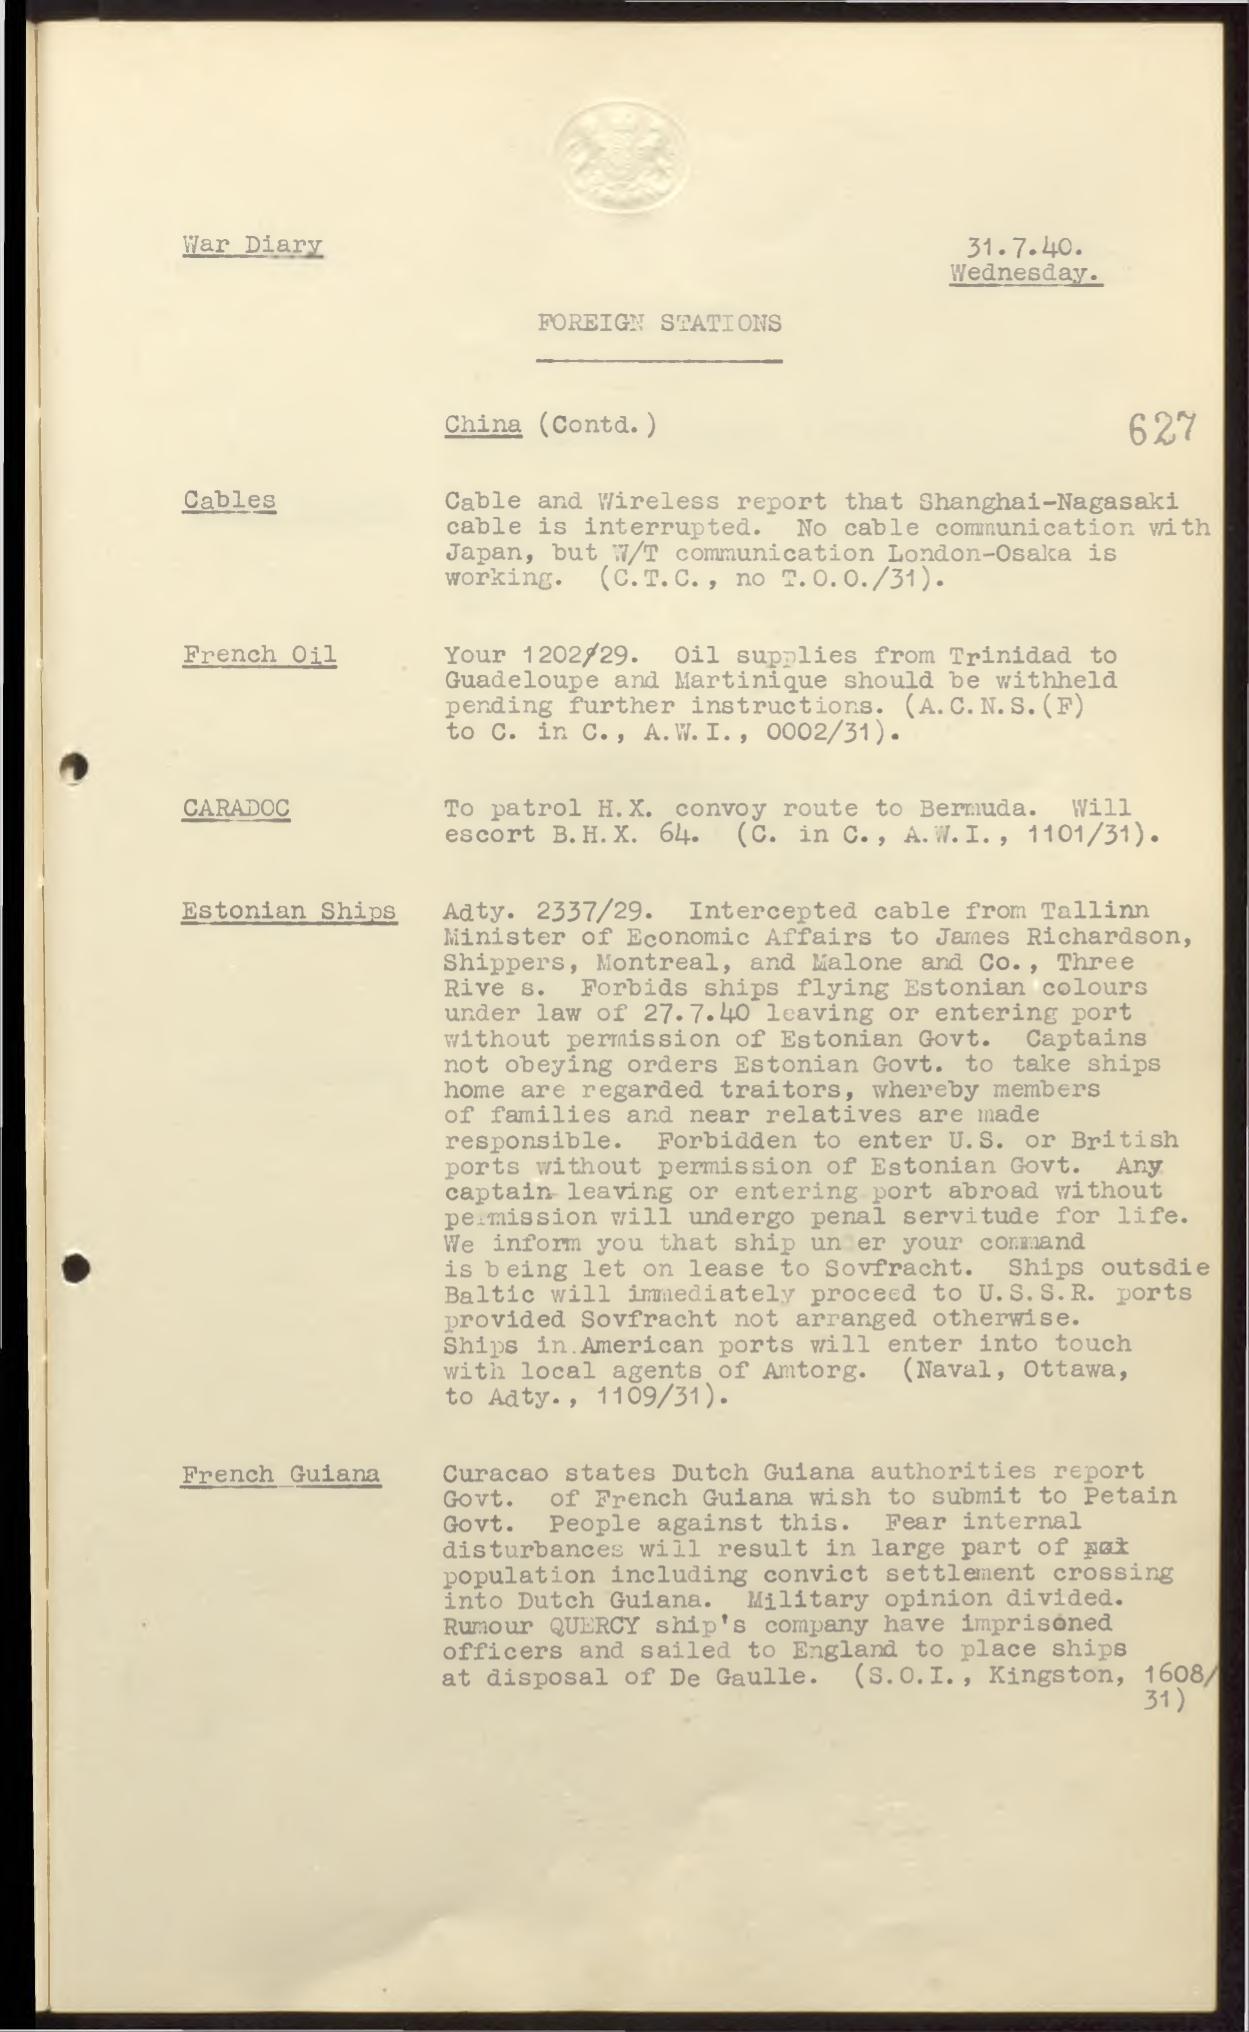 War Diary
31.7.40.
Wednesday.
FOREIGN STATIONS
China (Contd.)
627
Cables
Cable and Wireless report that Shanghai-Nagasaki
cable is interrupted. No cable communication with
Japan, but W/T communication London-Osaka is
working. (C.T.C., no T.O.O./31).
French Oil
Your 1202/29. Oil supplies from Trinidad to
Guadeloupe and Martinique should be withheld
pending further instructions. (A.C.N.S.(F)
to C. in C., A.W.I., 0002/31).
CARADOC
To patrol H.X. convoy route to Bermuda. Will
escort B.H.X. 64. (C. in C., A.W.I., 1101/31).
Estonian Ships
Adty. 2337/29. Intercepted cable from Tallinn
Minister of Economic Affairs to James Richardson,
Shippers, Montreal, and Malone and Co., Three
Rive s. Forbids ships flying Estonian colours
under law of 27.7.40 leaving or entering port
without permission of Estonian Govt. Captains
not obeying orders Estonian Govt. to take ships
home are regarded traitors, whereby members
of families and near relatives are made
responsible. Forbidden to enter U.S. or British
ports without permission of Estonian Govt. Any
captain leaving or entering port abroad without
permission will undergo penal servitude for life.
We inform you that ship un er your command
is being let on lease to Sovfracht. Ships outsdie
Baltic will immediately proceed to U.S.S.R. ports
provided Sovfracht not arranged otherwise.
Ships in American ports will enter into touch
with local agents of Amtorg. (Naval, Ottawa,
to Adty., 1109/31).
French Guiana
Curacao states Dutch Guiana authorities report
Govt. of French Guiana wish to submit to Petain
Govt. People against this. Fear internal
disturbances will result in large part of
population including convict settlement crossing
into Dutch Guiana. Military opinion divided.
Rumour QUERCY ship's company have imprisoned
officers and sailed to England to place ships
at disposal of De Gaulle. (S.O.I., Kingston, 1608/
31)